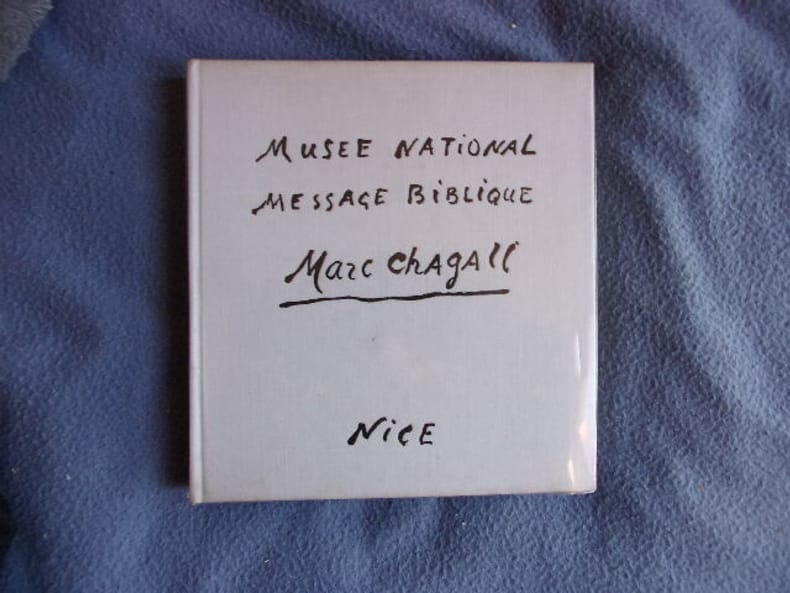 MUSEE NATiONAL
MESSAGE BiBLiQUE
Marc ChAgAll
NiCE